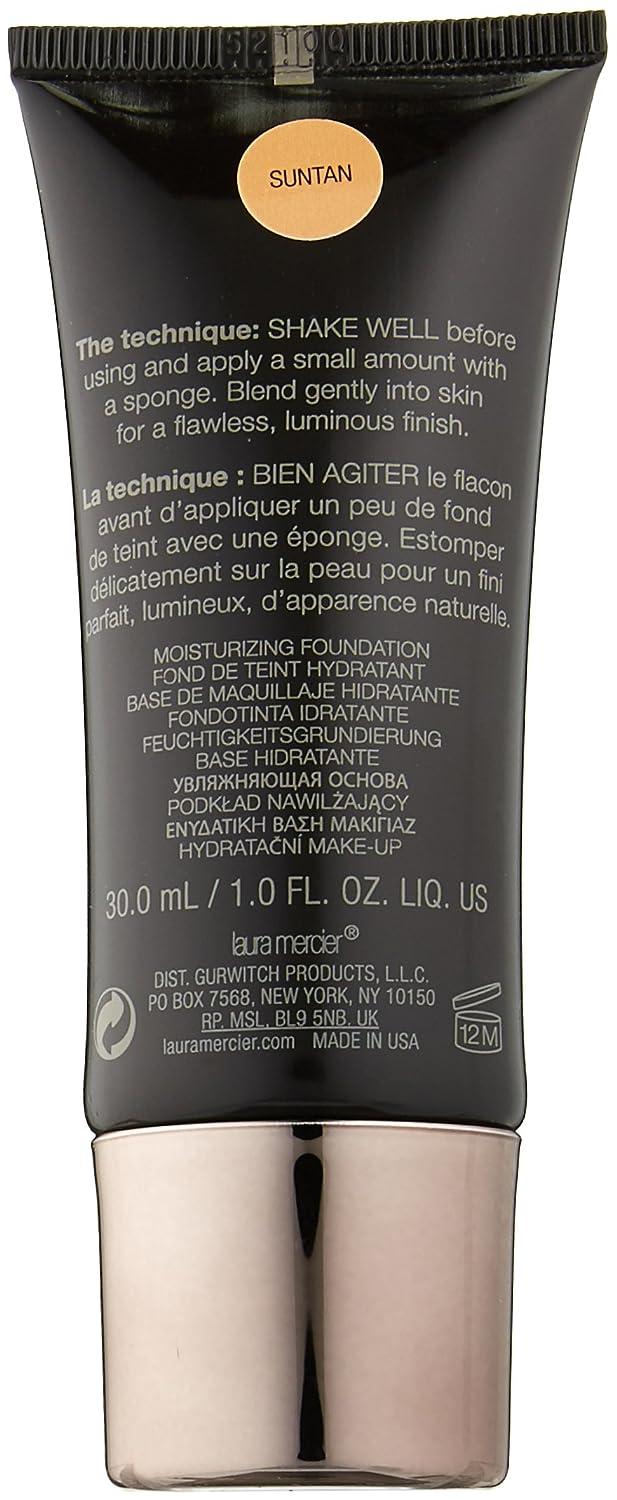 SUNTAN
The technique: SHAKE WELL before
using and apply a small amount with
a sponge. Blend gently into skin
for a flawless, luminous finish.
La technique : BIEN AGITER le flacon
avant d'appliquer un peu de fond
de teint avec une éponge. Estomper
délicatement sur la peau pour un fini
parfait, lumineux, d'apparence naturelle.
MOISTURIZING FOUNDATION
FOND DE TEINT HYDRATANT
BASE DE MAQUILLAJE HIDRATANTE
FONDOTINTA IDRATANTE
FEUCHTIGKEITSGRUNDIERUNG
BASE HIDRATANTE
УВЛЯЖНЯЮЩАЯ ОСНОВА
PODKŁAD NAWILŻAJĄCY
ΕΝΥΔΑΤΙΚΗ ΒΑΣΗ ΜΑΚΙΓΙΑΖ
HYDRATAČNÍ MAKE-UP
30.0 mL / 1.0 FL. OZ. LIQ. US
laura mercier®
DIST. GURWITCH PRODUCTS, L.L.C.
PO BOX 7568, NEW YORK, NY 10150
RP. MSL. BL9 5NB. UK
lauramercier.com MADE IN USA
12M